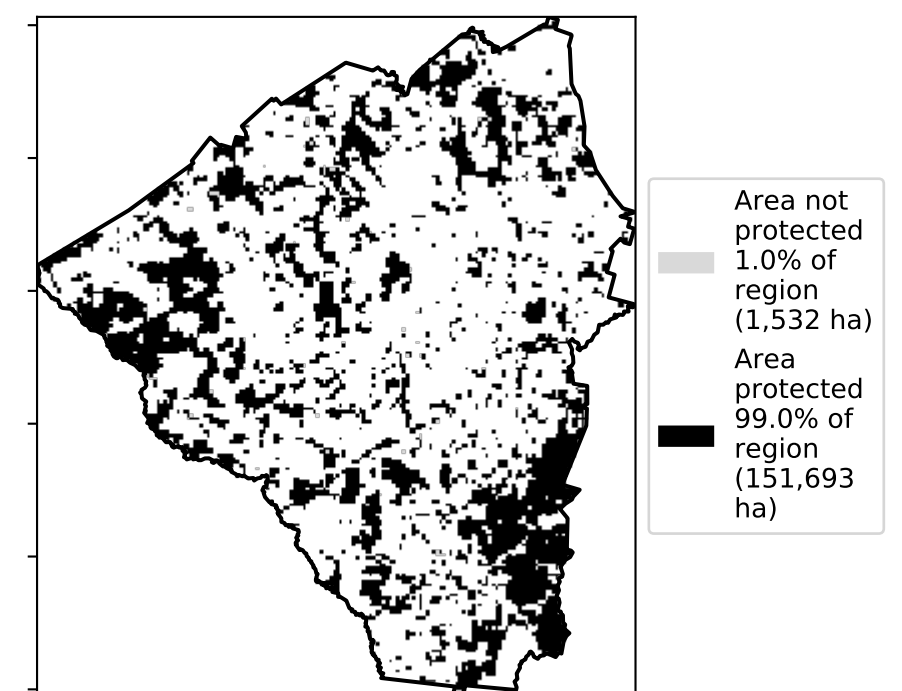 Area not
protected
1.0% of
region
(1,532 ha)
Area
protected
99.0% of
region
(151,693
ha)